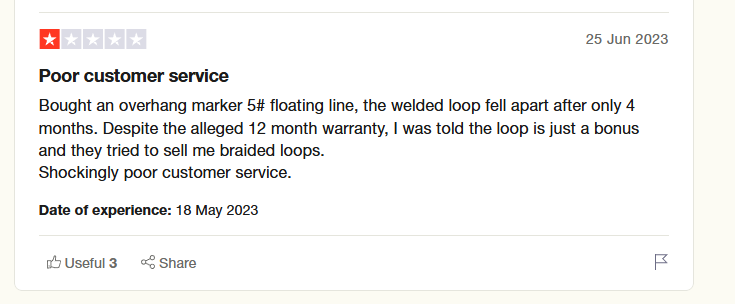 25 Jun 2023
Poor customer service
Bought an overhang marker 5# floating line, the welded loop fell apart after only 4
months. Despite the alleged 12 month warranty, I was told the loop is just a bonus
and they tried to sell me braided loops.
Shockingly poor customer service.
Date of experience: 18 May 2023
Useful 3 Share